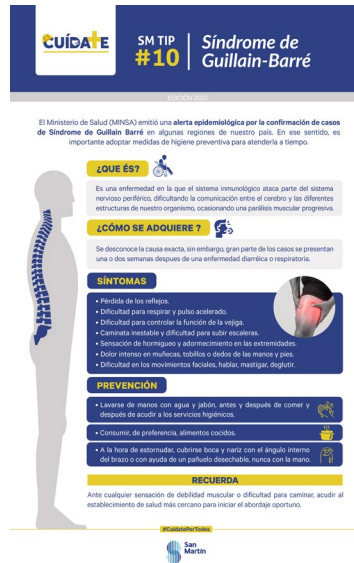 CUÍDATE
SM TIP
#10
Síndrome de
Guillain-Barré
EDICIÓN 2023
El Ministerio de Salud (MINSA) emitió una alerta epidemiológica por la confirmación de casos
de Síndrome de Guillain Barré en algunas regiones de nuestro país. En ese sentido, es
importante adoptar medidas de higiene preventiva para atenderla a tiempo.
¿QUE ÉS?
Es una enfermedad en la que el sistema inmunológico ataca parte del sistema
nervioso periférico, dificultando la comunicación entre el cerebro y las diferentes
estructuras de nuestro organismo, ocasionando una parálisis muscular progresiva.
¿CÓMO SE ADQUIERE ?
Se desconoce la causa exacta, sin embargo, gran parte de los casos se presentan
una o dos semanas despues de una enfermedad diarréica o respiratoria.
SÍNTOMAS
• Pérdida de los reflejos.
• Dificultad para respirar y pulso acelerado.
• Dificultad para controlar la función de la vejiga.
• Caminata inestable y dificultad para subir escaleras.
• Sensación de hormigueo y adormecimiento en las extremidades.
• Dolor intenso en muñecas, tobillos o dedos de las manos y pies.
• Dificultad en los movimientos faciales, hablar, mastigar, deglutir.
PREVENCIÓN
• Lavarse de manos con agua y jabón, antes y después de comer y
después de acudir a los servicios higiénicos.
• Consumir, de preferencia, alimentos cocidos.
• A la hora de estornudar, cubrirse boca y nariz con el ángulo interno
del brazo o con ayuda de un pañuelo desechable, nunca con la mano.
RECUERDA
Ante cualquier sensación de debilidad muscular o dificultad para caminar, acudir al
establecimiento de salud más cercano para iniciar el abordaje oportuno.
#CuídatePorTodos
San
Martín